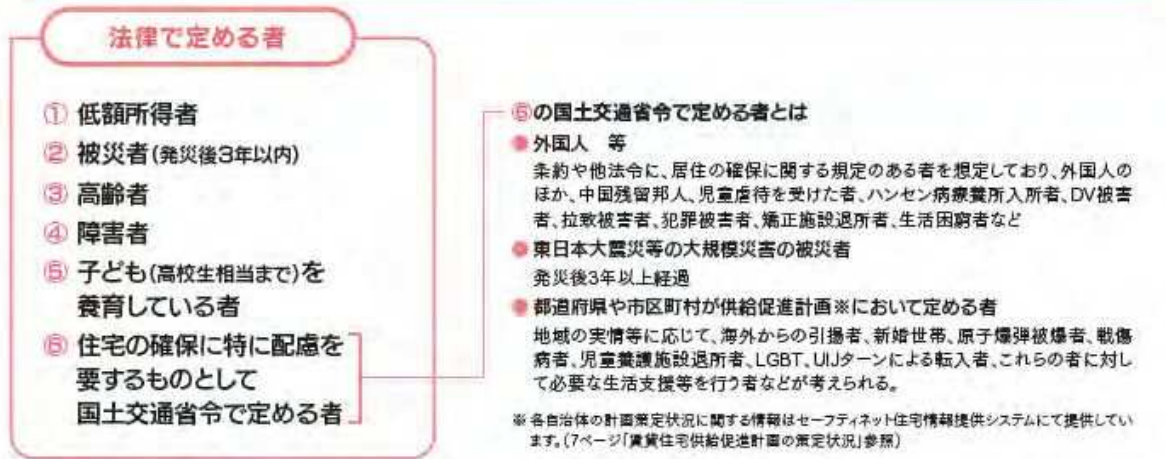 法律で定める者
① 低額所得者
② 被災者(発災後3年以内)
③ 高齢者
④ 障害者
⑤ 子ども(高校生相当まで)を
養育している者
⑥ 住宅の確保に特に配慮を
要するものとして
国土交通省令で定める者
⑥の国土交通省令で定める者とは
●外国人 等
条約や他法令に、居住の確保に関する規定のある者を想定しており、外国人の
ほか、中国残留邦人、児童虐待を受けた者、ハンセン病療養所入所者、DV被害
者、拉致被害者、犯罪被害者、矯正施設退所者、生活困窮者など
●東日本大震災等の大規模災害の被災者
発災後3年以上経過
●都道府県や市区町村が供給促進計画※において定める者
地域の実情等に応じて、海外からの引揚者、新婚世帯、原子爆弾被爆者、戦傷
病者、児童養護施設退所者、LGBT、UIJターンによる転入者、これらの者に対し
て必要な生活支援等を行う者などが考えられる。
※ 各自治体の計画策定状況に関する情報はセーフティネット住宅情報提供システムにて提供してい
ます。(7ページ「賃貸住宅供給促進計画の策定状況」参照)